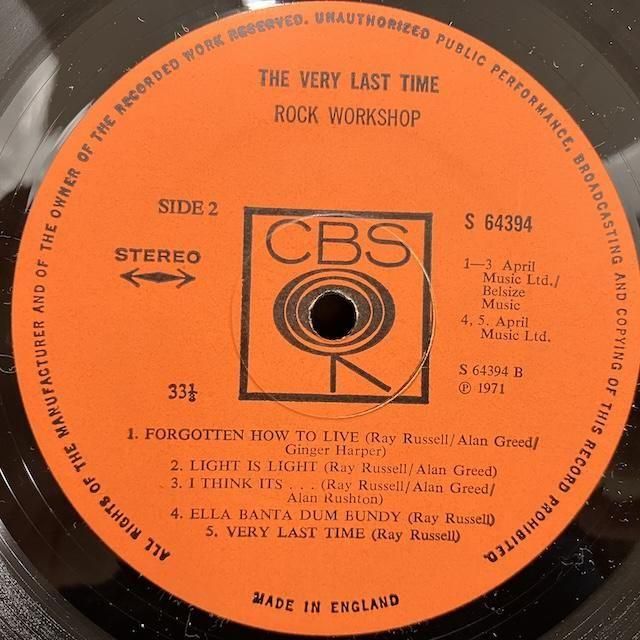 ALL RIGHTS OF THE MANUFACTURER AND OF THE OWNER OF THE RECORDED WORK RESERVED. UNAUTHORIZED PUBLIC PERFORMANCE, BROADCASTING AND COPYING OF THIS RECORD PROHIBITED.
THE VERY LAST TIME
ROCK WORKSHOP
SIDE 2
S 64394
CBS
STEREO
1—3 April
Music Ltd./
Belsize
Music
4, 5. April
Music Ltd.
S 64394 B
℗ 1971
33⅓
1. FORGOTTEN HOW TO LIVE (Ray Russell/Alan Greed/
Ginger Harper)
2. LIGHT IS LIGHT (Ray Russell/Alan Greed)
3. I THINK ITS . . . (Ray Russell/Alan Greed/
Alan Rushton)
4. ELLA BANTA DUM BUNDY (Ray Russell)
5. VERY LAST TIME (Ray Russell)
MADE IN ENGLAND